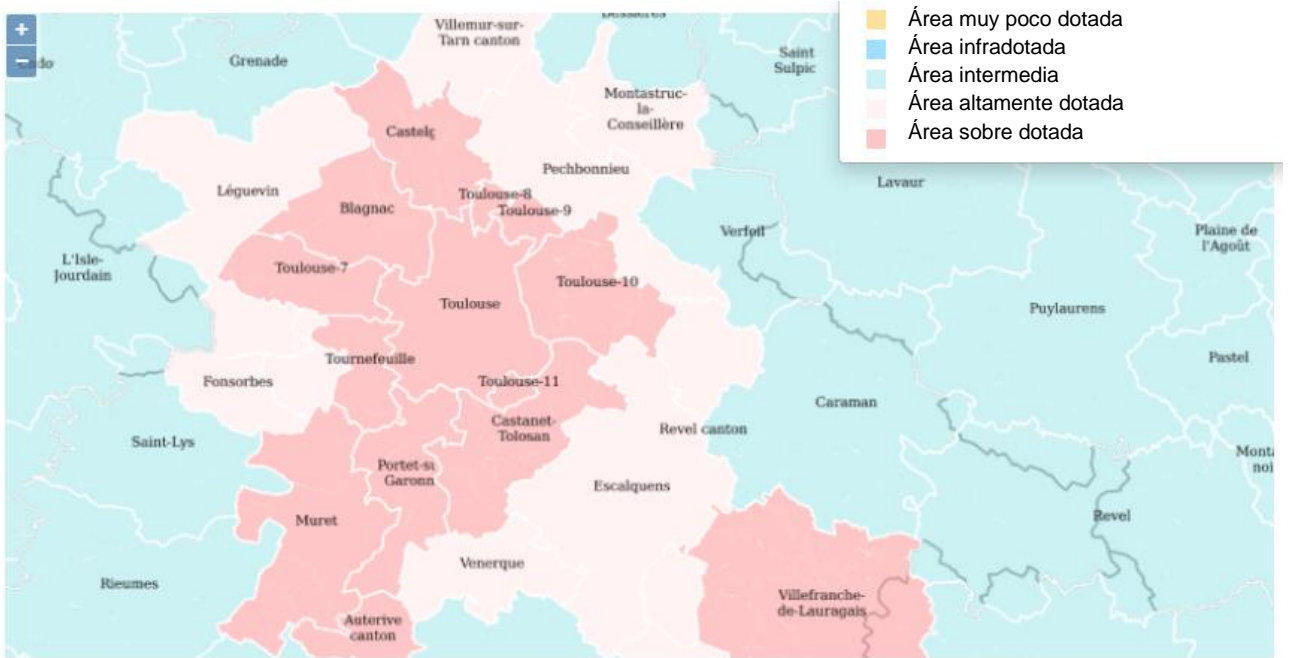 +
−
Villemur-sur-
Tarn canton
Grenade
Saint
Sulpic
Área muy poco dotada
Área infradotada
Área intermedia
Área altamente dotada
Área sobre dotada
Montastruc-
la-
Conseillère
Castelg
Pechbonnieu
Léguevin
Toulouse-8
Toulouse-9
Blagnac
Lavaur
Verfeil
Plaine de
l'Agoût
L'Isle-
Jourdain
Toulouse-7
Toulouse-10
Toulouse
Puylaurens
Tournefeuille
Pastel
Fonsorbes
Toulouse-11
Caraman
Castanet-
Tolosan
Revel canton
Saint-Lys
Portet-su
Garonn
Escalquens
Monta
noi
Muret
Revel
Venerque
Rieumes
Villefranche-
de-Lauragais
Auterive
canton